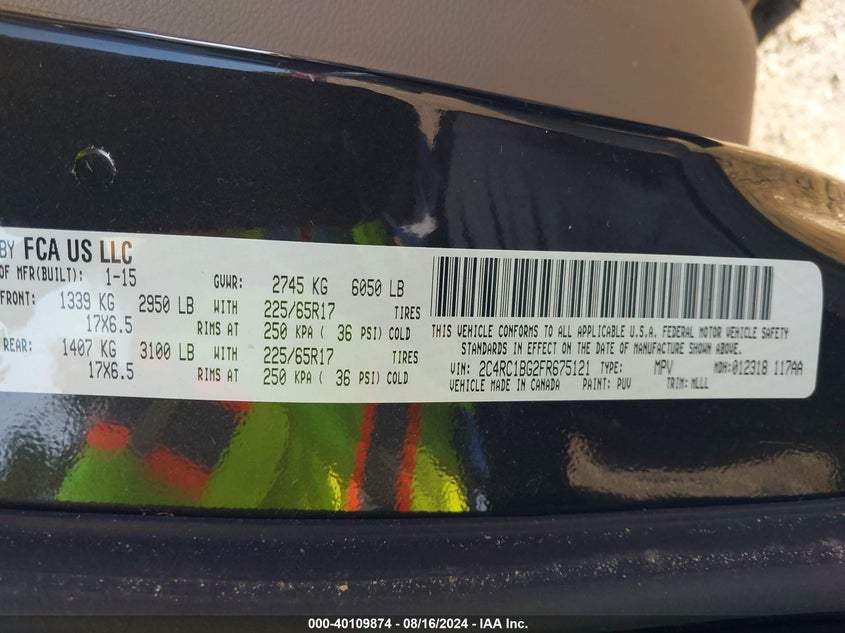 BY FCA US LLC
OF MFR(BUILT): 1-15 GVWR: 2745 KG 6050 LB
FRONT: 1339 KG 2950 LB WITH 225/65R17 TIRES
17X6.5 RIMS AT 250 KPA ( 36 PSI) COLD
REAR: 1407 KG 3100 LB WITH 225/65R17 TIRES
17X6.5 RIMS AT 250 KPA ( 36 PSI) COLD
THIS VEHICLE CONFORMS TO ALL APPLICABLE U.S.A. FEDERAL MOTOR VEHICLE SAFETY
STANDARDS IN EFFECT ON THE DATE OF MANUFACTURE SHOWN ABOVE.
VIN: 2C4RC1BG2FR675121 TYPE: MPV MDH:012318 117AA
VEHICLE MADE IN CANADA PAINT: PUV TRIM: MLLL
000-40109874 - 08/16/2024 - IAA Inc.